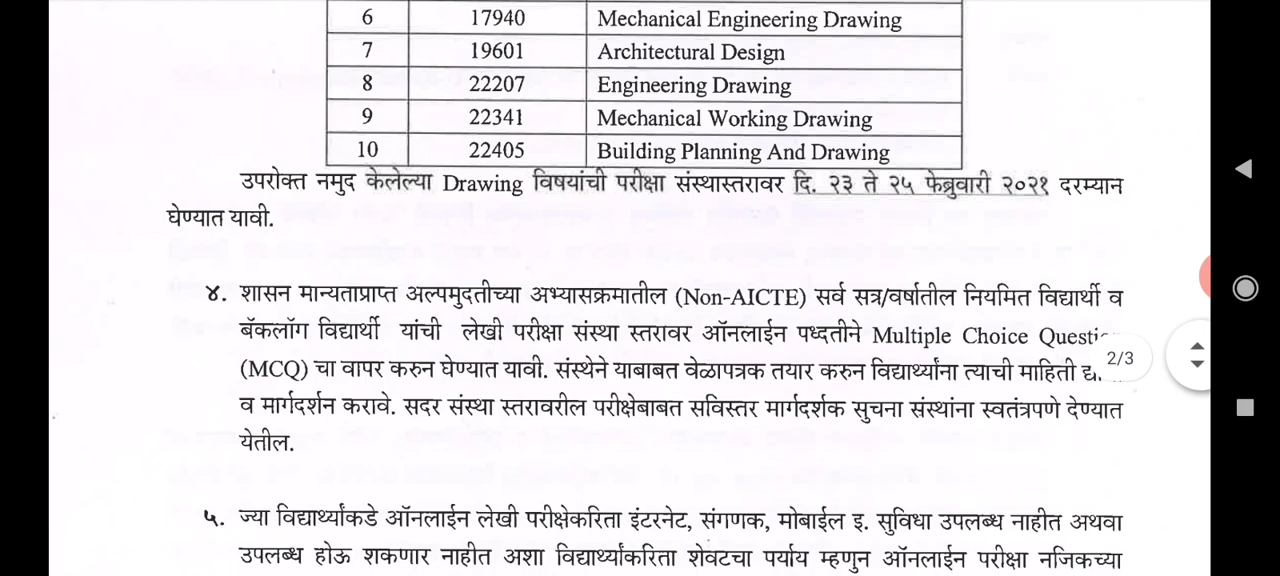 6 17940 Mechanical Engineering Drawing
7 19601 Architectural Design
8 22207 Engineering Drawing
9 22341 Mechanical Working Drawing
10 22405 Building Planning And Drawing
उपरोक्त नमुद केलेल्या Drawing विषयांची परीक्षा संस्थास्तरावर दि. २३ ते २५ फेब्रुवारी २०२१ दरम्यान
घेण्यात यावी.
४. शासन मान्यताप्राप्त अल्पमुदतीच्या अभ्यासक्रमातील (Non-AICTE) सर्व सत्र/वर्षातील नियमित विद्यार्थी व
बॅकलॉग विद्यार्थी यांची लेखी परीक्षा संस्था स्तरावर ऑनलाईन पध्दतीने Multiple Choice Questio
(MCQ) चा वापर करुन घेण्यात यावी. संस्थेने याबाबत वेळापत्रक तयार करुन विद्यार्थ्यांना त्याची माहिती
व मार्गदर्शन करावे. सदर संस्था स्तरावरील परीक्षेबाबत सविस्तर मार्गदर्शक सुचना संस्थांना स्वतंत्रपणे देण्यात
येतील.
५. ज्या विद्यार्थ्यांकडे ऑनलाईन लेखी परीक्षेकरिता इंटरनेट, संगणक, मोबाईल इ. सुविधा उपलब्ध नाहीत अथवा
उपलब्ध होऊ शकणार नाहीत अशा विद्यार्थ्यांकरिता शेवटचा पर्याय म्हणुन ऑनलाईन परीक्षा नजिकच्या
2/3